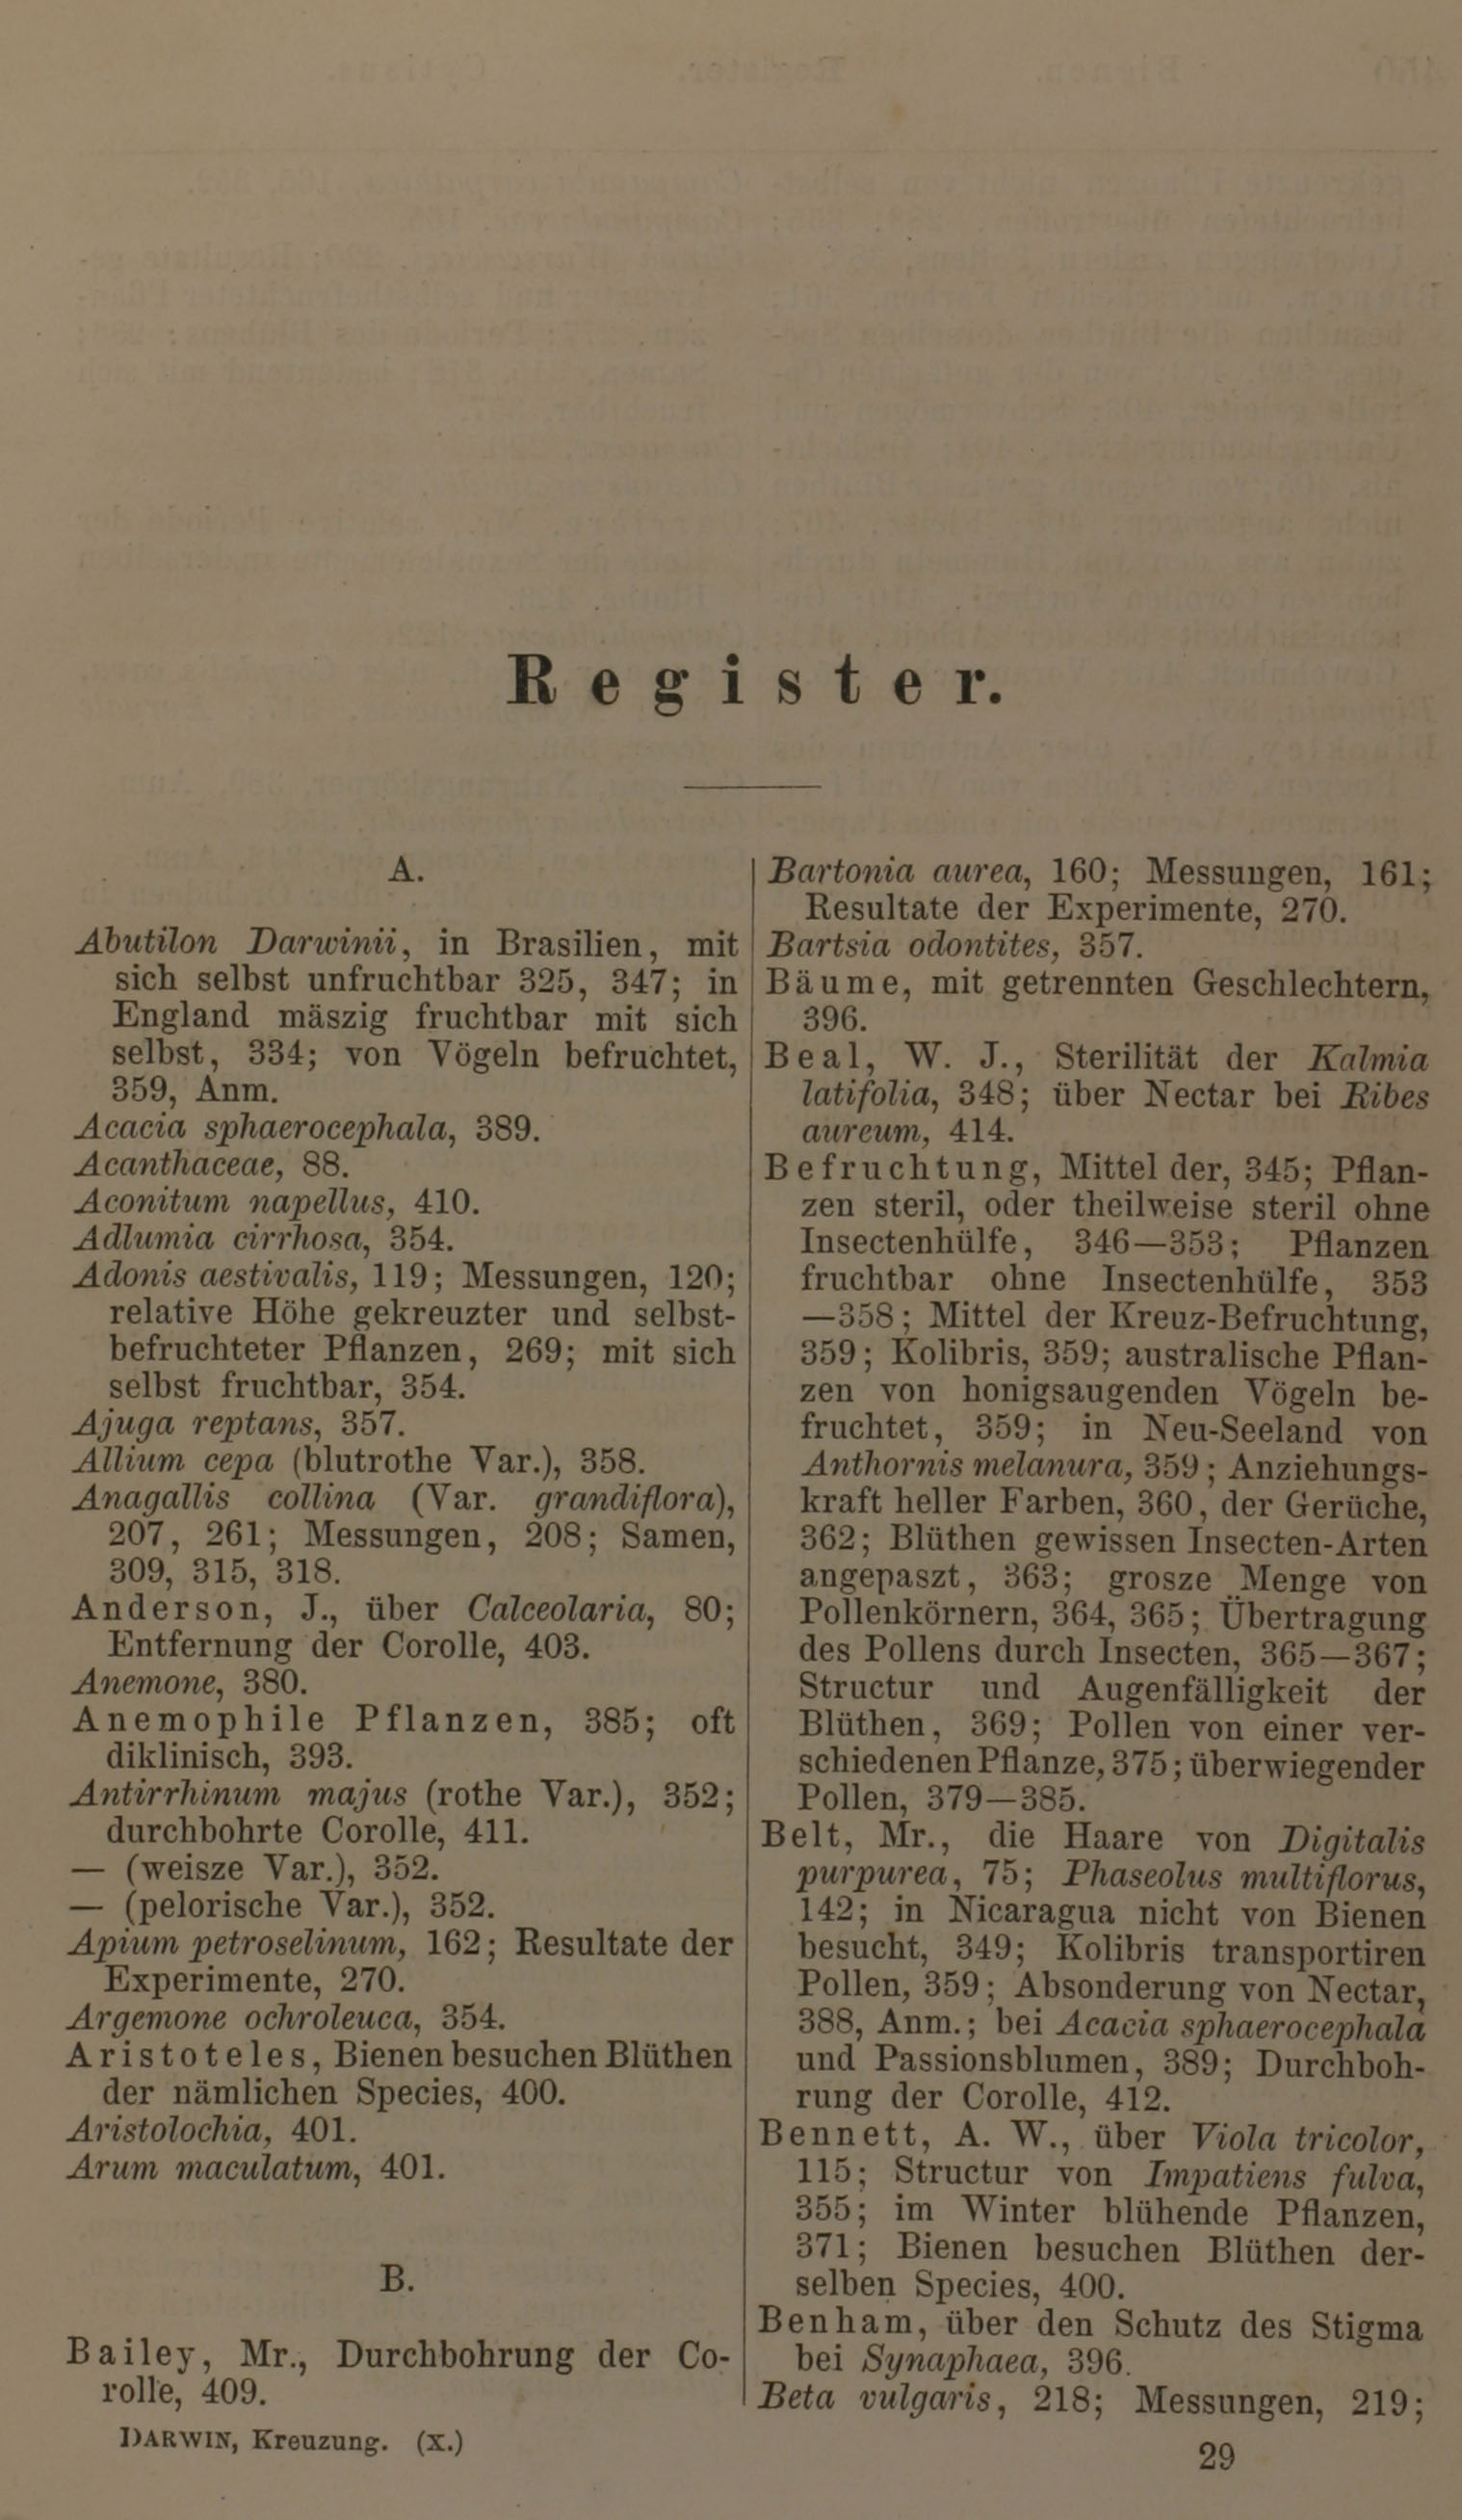 Register.
A.
Abutilon Darwinii, in Brasilien, mit
sich selbst unfruchtbar 325, 347; in
England mäszig fruchtbar mit sich
selbst, 334; von Vögeln befruchtet,
359, Anm.
Acacia sphaerocephala, 389.
Acanthaceae, 88.
Aconitum napellus, 410.
Adlumia cirrhosa, 354.
Adonis aestivalis, 119; Messungen, 120;
relative Höhe gekreuzter und selbst-
befruchteter Pflanzen, 269; mit sich
selbst fruchtbar, 354.
Ajuga reptans, 357.
Allium cepa (blutrothe Var.), 358.
Anagallis collina (Var. grandiflora),
207, 261; Messungen, 208; Samen,
309, 315, 318.
Anderson, J., über Calceolaria, 80;
Entfernung der Corolle, 403.
Anemone, 380.
Anemophile Pflanzen, 385; oft
diklinisch, 393.
Antirrhinum majus (rothe Var.), 352;
durchbohrte Corolle, 411.
— (weisze Var.), 352.
— (pelorische Var.), 352.
Apium petroselinum, 162; Resultate der
Experimente, 270.
Argemone ochroleuca, 354.
Aristoteles, Bienen besuchen Blüthen
der nämlichen Species, 400.
Aristolochia, 401.
Arum maculatum, 401.
B.
Bailey, Mr., Durchbohrung der Co-
rolle, 409.
Bartonia aurea, 160; Messungen, 161;
Resultate der Experimente, 270.
Bartsia odontites, 357.
Bäume, mit getrennten Geschlechtern,
396.
Beal, W. J., Sterilität der Kalmia
latifolia, 348; über Nectar bei Ribes
aureum, 414.
Befruchtung, Mittel der, 345; Pflan-
zen steril, oder theilweise steril ohne
Insectenhülfe, 346—353; Pflanzen
fruchtbar ohne Insectenhülfe, 353
—358; Mittel der Kreuz-Befruchtung,
359; Kolibris, 359; australische Pflan-
zen von honigsaugenden Vögeln be-
fruchtet, 359; in Neu-Seeland von
Anthornis melanura, 359; Anziehungs-
kraft heller Farben, 360, der Gerüche,
362; Blüthen gewissen Insecten-Arten
angepaszt, 363; grosze Menge von
Pollenkörnern, 364, 365; Übertragung
des Pollens durch Insecten, 365—367;
Structur und Augenfälligkeit der
Blüthen, 369; Pollen von einer ver-
schiedenen Pflanze, 375; überwiegender
Pollen, 379—385.
Belt, Mr., die Haare von Digitalis
purpurea, 75; Phaseolus multiflorus,
142; in Nicaragua nicht von Bienen
besucht, 349; Kolibris transportiren
Pollen, 359; Absonderung von Nectar,
388, Anm.; bei Acacia sphaerocephala
und Passionsblumen, 389; Durchboh-
rung der Corolle, 412.
Bennett, A. W., über Viola tricolor,
115; Structur von Impatiens fulva,
355; im Winter blühende Pflanzen,
371; Bienen besuchen Blüthen der-
selben Species, 400.
Benham, über den Schutz des Stigma
bei Synaphaea, 396.
Beta vulgaris, 218; Messungen, 219;
DARWIN, Kreuzung. (X.)
29